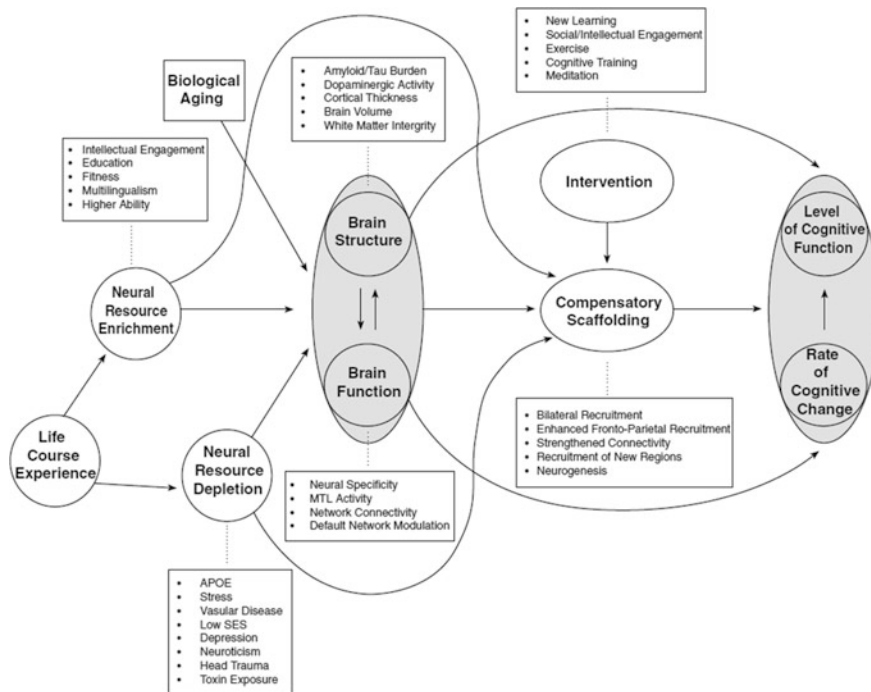 • New Learning
• Social/Intellectual Engagement
• Exercise
• Cognitive Training
• Meditation
Biological
Aging
• Amyloid/Tau Burden
• Dopaminergic Activity
• Cortical Thickness
• Brain Volume
• White Matter Intergrity
• Intellectual Engagement
• Education
• Fitness
• Multilingualism
• Higher Ability
Intervention
Brain
Structure
Level
of Cognitive
Function
Neural
Resource
Enrichment
Compensatory
Scaffolding
Brain
Function
Rate
of Cognitive
Change
Life
Course
Experience
Neural
Resource
Depletion
• Bilateral Recruitment
• Enhanced Fronto-Parietal Recruitment
• Strengthened Connectivity
• Recruitment of New Regions
• Neurogenesis
• Neural Specificity
• MTL Activity
• Network Connectivity
• Default Network Modulation
• APOE
• Stress
• Vasular Disease
• Low SES
• Depression
• Neuroticism
• Head Trauma
• Toxin Exposure